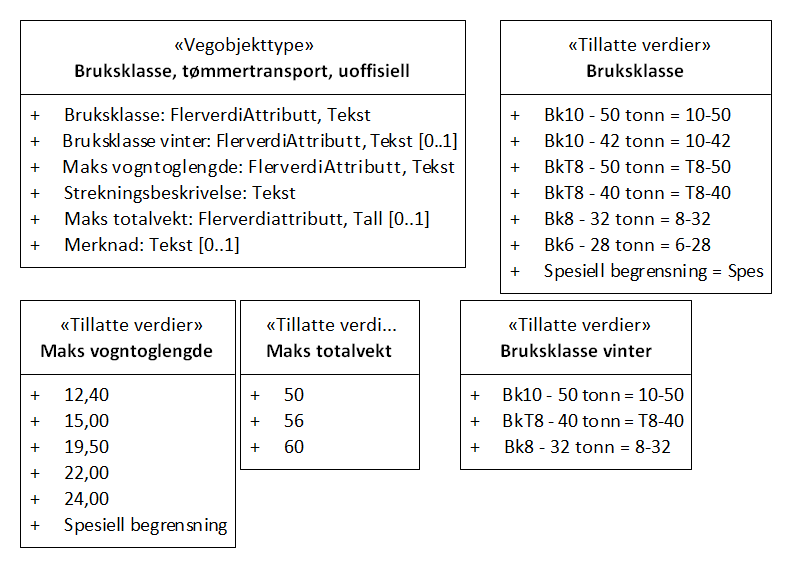 «Vegobjekttype»
Bruksklasse, tømmertransport, uoffisiell
+ Bruksklasse: FlerverdiAttributt, Tekst
+ Bruksklasse vinter: FlerverdiAttributt, Tekst [0..1]
+ Maks vogntoglengde: FlerverdiAttributt, Tekst
+ Strekningsbeskrivelse: Tekst
+ Maks totalvekt: Flerverdiattributt, Tall [0..1]
+ Merknad: Tekst [0..1]
«Tillatte verdier»
Bruksklasse
+ Bk10 - 50 tonn = 10-50
+ Bk10 - 42 tonn = 10-42
+ BkT8 - 50 tonn = T8-50
+ BkT8 - 40 tonn = T8-40
+ Bk8 - 32 tonn = 8-32
+ Bk6 - 28 tonn = 6-28
+ Spesiell begrensning = Spes
«Tillatte verdier»
Maks vogntoglengde
+ 12,40
+ 15,00
+ 19,50
+ 22,00
+ 24,00
+ Spesiell begrensning
«Tillatte verdi...
Maks totalvekt
+ 50
+ 56
+ 60
«Tillatte verdier»
Bruksklasse vinter
+ Bk10 - 50 tonn = 10-50
+ BkT8 - 40 tonn = T8-40
+ Bk8 - 32 tonn = 8-32